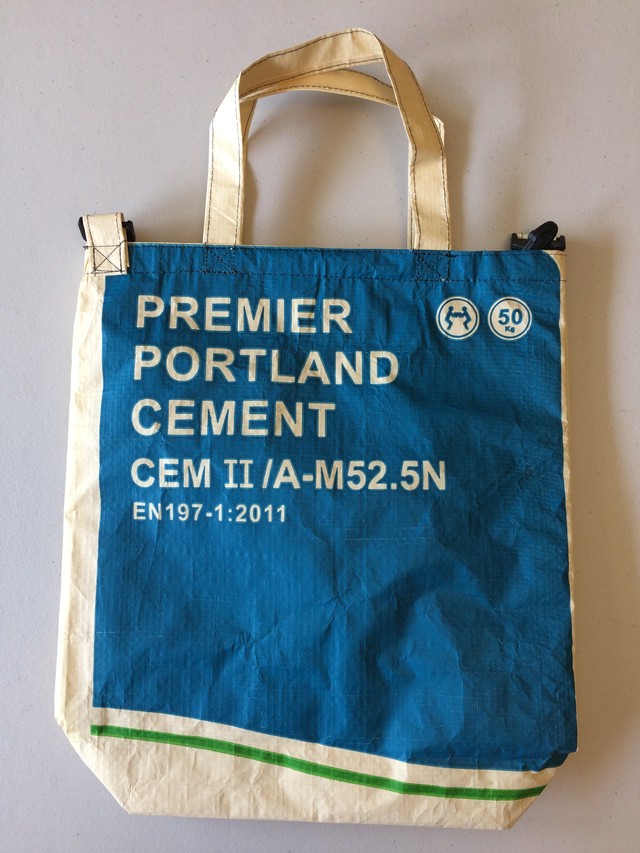 PREMIER
PORTLAND
CEMENT
CEM II/A-M52.5N
EN197-1:2011
50
Kg